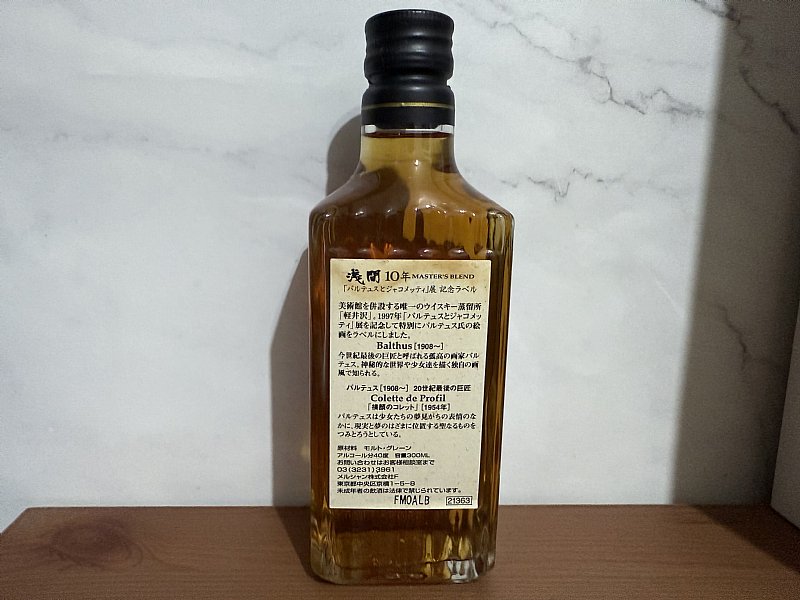 浅間 10年 MASTER'S BLEND
「バルテュスとジャコメッティ」展 記念ラベル
美術館を併設する唯一のウイスキー蒸留所
「軽井沢」。1997年「バルテュスとジャコメッ
ティ」展を記念して特別にバルテュス氏の絵
画をラベルにしました。
Balthus [1908〜]
今世紀最後の巨匠と呼ばれる孤高の画家バル
テュス。神秘的な世界や少女達を描く独自の画
風で知られる。
バルテュス[1908〜] 20世紀最後の巨匠
Colette de Profil
「横顔のコレット」[1954年]
バルテュスは少女たちの夢見がちの表情のな
かに、現実と夢のはざまに位置する聖なるものを
つみとろうとしている。
原材料 モルト・グレーン
アルコール分40度 容量300ML
お問い合わせはお客様相談室まで
03(3231)3961
メルシャン株式会社F
東京都中央区京橋1-5-8
未成年者の飲酒は法律で禁じられています。
FMOALB 21363